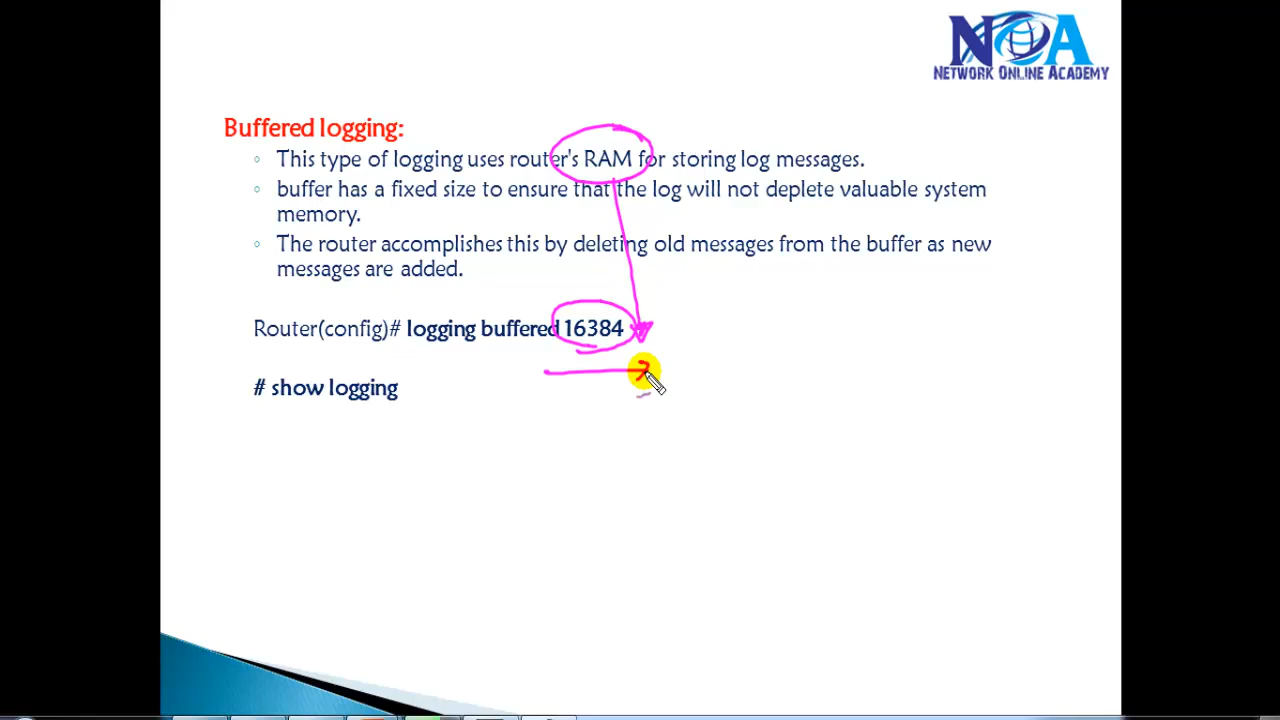 NOA
NETWORK ONLINE ACADEMY
Buffered logging:
This type of logging uses router's RAM for storing log messages.
buffer has a fixed size to ensure that the log will not deplete valuable system
memory.
The router accomplishes this by deleting old messages from the buffer as new
messages are added.
Router(config)# logging buffered 16384
# show logging